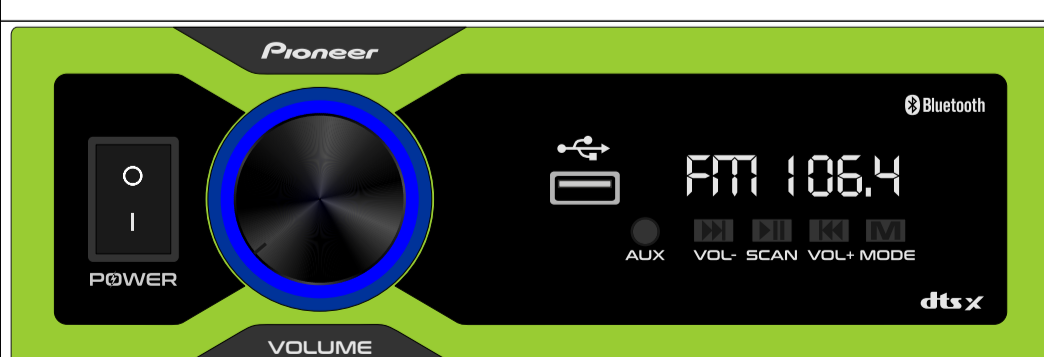 Pioneer
Bluetooth
FM 106.4
M
AUX VOL- SCAN VOL+ MODE
POWER
dts x
VOLUME